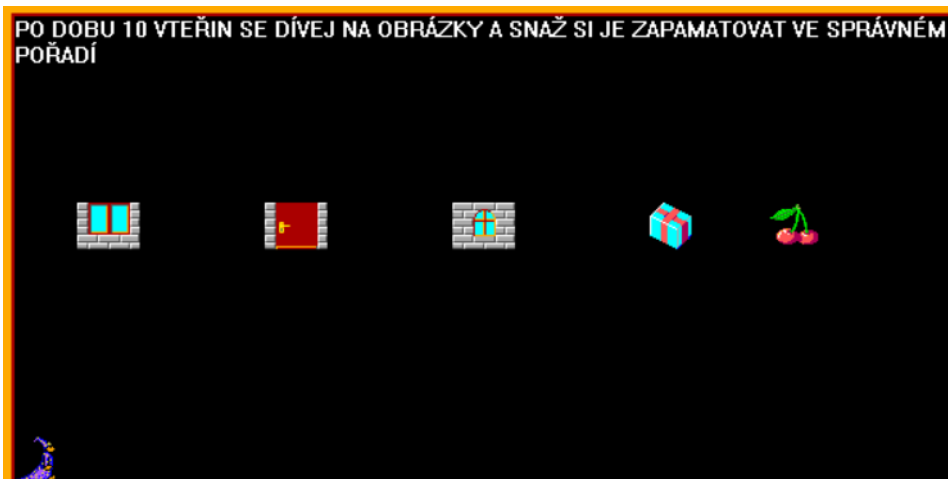 PO DOBU 10 VTEŘIN SE DÍVEJ NA OBRÁZKY A SNAŽ SI JE ZAPAMATOVAT VE SPRÁVNÉM
POŘADÍ